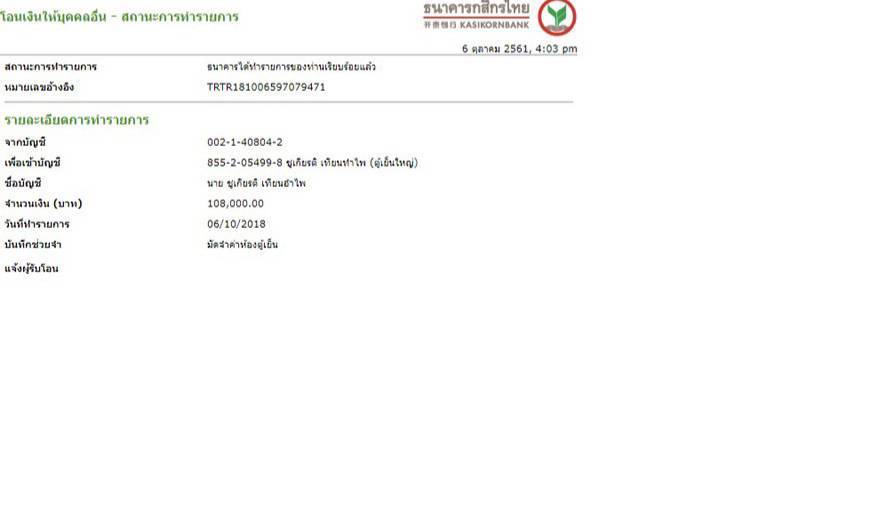 โอนเงินให้บุคคลอื่น - สถานะการทำรายการ
ธนาคารกสิกรไทย
开泰银行 KASIKORNBANK
6 ตุลาคม 2561, 4:03 pm
สถานะการทำรายการ ธนาคารได้ทำรายการของท่านเรียบร้อยแล้ว
หมายเลขอ้างอิง TRTR181006597079471
รายละเอียดการทำรายการ
จากบัญชี 002-1-40804-2
เพื่อเข้าบัญชี 855-2-05499-8 ชูเกียรติ เทียนทำไพ (ตู้เย็นใหญ่)
ชื่อบัญชี นาย ชูเกียรติ เทียนอำไพ
จำนวนเงิน (บาท) 108,000.00
วันที่ทำรายการ 06/10/2018
บันทึกช่วยจำ มัดจำค่าห้องตู้เย็น
แจ้งผู้รับโอน